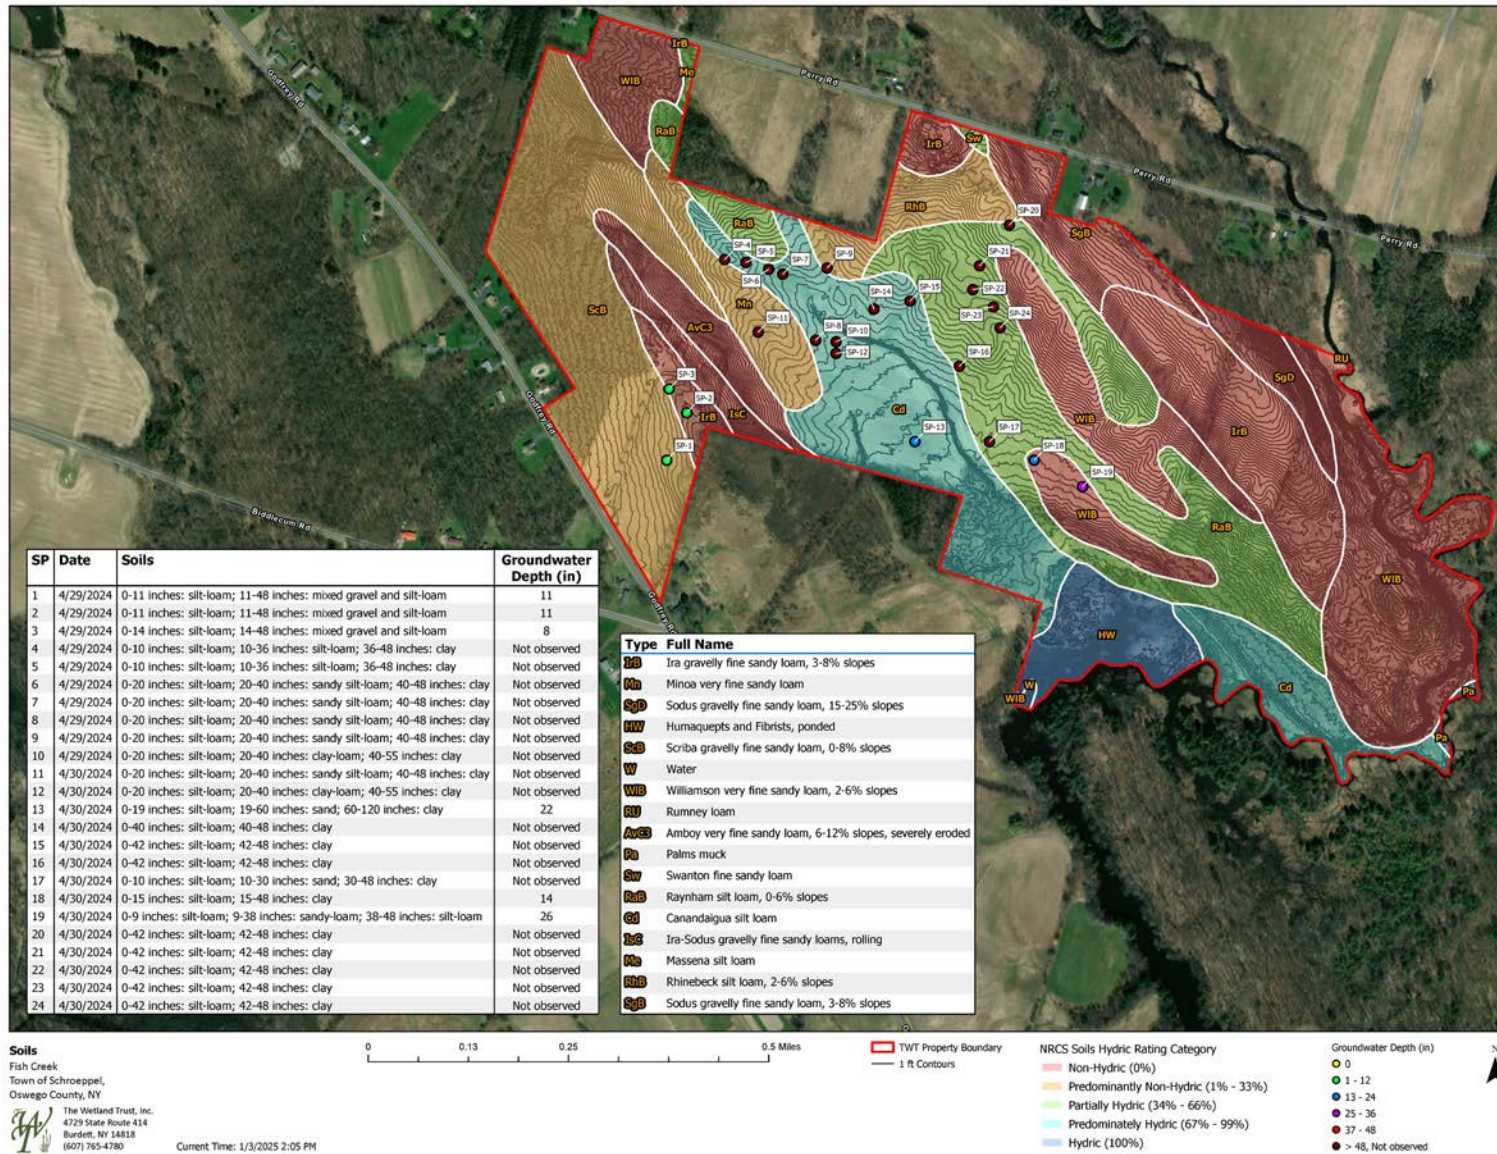 Perry Rd
Godfrey Rd
IrB
WlB
Me
RaB
Sw
IrB
Perry Rd
RhB
SP-20
SgB
Perry Rd
RaB
SP-4
SP-5
SP-7
SP-9
SP-21
SP-6
SP-22
SP-14
SP-15
Mn
ScB
SP-11
AvC3
SP-8
SP-10
SP-23
SP-24
SP-12
SP-16
RU
SgD
SP-3
SP-2
Godfrey Rd
IrB
IsC
Cd
WlB
IrB
SP-13
SP-17
SP-1
SP-18
SP-19
WlB
RaB
Biddlecum Rd
WlB
HW
Godfrey Rd
W
WlB
Cd
Pa
Pa
SP Date Soils Groundwater Depth (in)
1 4/29/2024 0-11 inches: silt-loam; 11-48 inches: mixed gravel and silt-loam 11
2 4/29/2024 0-11 inches: silt-loam; 11-48 inches: mixed gravel and silt-loam 11
3 4/29/2024 0-14 inches: silt-loam; 14-48 inches: mixed gravel and silt-loam 8
4 4/29/2024 0-10 inches: silt-loam; 10-36 inches: silt-loam; 36-48 inches: clay Not observed
5 4/29/2024 0-10 inches: silt-loam; 10-36 inches: silt-loam; 36-48 inches: clay Not observed
6 4/29/2024 0-20 inches: silt-loam; 20-40 inches: sandy silt-loam; 40-48 inches: clay Not observed
7 4/29/2024 0-20 inches: silt-loam; 20-40 inches: sandy silt-loam; 40-48 inches: clay Not observed
8 4/29/2024 0-20 inches: silt-loam; 20-40 inches: sandy silt-loam; 40-48 inches: clay Not observed
9 4/29/2024 0-20 inches: silt-loam; 20-40 inches: sandy silt-loam; 40-48 inches: clay Not observed
10 4/29/2024 0-20 inches: silt-loam; 20-40 inches: clay-loam; 40-55 inches: clay Not observed
11 4/30/2024 0-20 inches: silt-loam; 20-40 inches: sandy silt-loam; 40-48 inches: clay Not observed
12 4/30/2024 0-20 inches: silt-loam; 20-40 inches: clay-loam; 40-55 inches: clay Not observed
13 4/30/2024 0-19 inches: silt-loam; 19-60 inches: sand; 60-120 inches: clay 22
14 4/30/2024 0-40 inches: silt-loam; 40-48 inches: clay Not observed
15 4/30/2024 0-42 inches: silt-loam; 42-48 inches: clay Not observed
16 4/30/2024 0-42 inches: silt-loam; 42-48 inches: clay Not observed
17 4/30/2024 0-10 inches: silt-loam; 10-30 inches: sand; 30-48 inches: clay Not observed
18 4/30/2024 0-15 inches: silt-loam; 15-48 inches: clay 14
19 4/30/2024 0-9 inches: silt-loam; 9-38 inches: sandy-loam; 38-48 inches: silt-loam 26
20 4/30/2024 0-42 inches: silt-loam; 42-48 inches: clay Not observed
21 4/30/2024 0-42 inches: silt-loam; 42-48 inches: clay Not observed
22 4/30/2024 0-42 inches: silt-loam; 42-48 inches: clay Not observed
23 4/30/2024 0-42 inches: silt-loam; 42-48 inches: clay Not observed
24 4/30/2024 0-42 inches: silt-loam; 42-48 inches: clay Not observed
Type Full Name
IrB Ira gravelly fine sandy loam, 3-8% slopes
Mn Minoa very fine sandy loam
SgD Sodus gravelly fine sandy loam, 15-25% slopes
HW Humaquepts and Fibrists, ponded
ScB Scriba gravelly fine sandy loam, 0-8% slopes
W Water
WlB Williamson very fine sandy loam, 2-6% slopes
RU Rumney loam
AvC3 Amboy very fine sandy loam, 6-12% slopes, severely eroded
Pa Palms muck
Sw Swanton fine sandy loam
RaB Raynham silt loam, 0-6% slopes
Cd Canandaigua silt loam
IsC Ira-Sodus gravelly fine sandy loams, rolling
Me Massena silt loam
RhB Rhinebeck silt loam, 2-6% slopes
SgB Sodus gravelly fine sandy loam, 3-8% slopes
Soils
Fish Creek
Town of Schroeppel,
Oswego County, NY
The Wetland Trust, Inc.
4729 State Route 414
Burdett, NY 14818
(607) 765-4780
Current Time: 1/3/2025 2:05 PM
0 0.13 0.25 0.5 Miles
TWT Property Boundary
1 ft Contours
NRCS Soils Hydric Rating Category
Non-Hydric (0%)
Predominantly Non-Hydric (1% - 33%)
Partially Hydric (34% - 66%)
Predominately Hydric (67% - 99%)
Hydric (100%)
Groundwater Depth (in)
0
1 - 12
13 - 24
25 - 36
37 - 48
> 48, Not observed
N